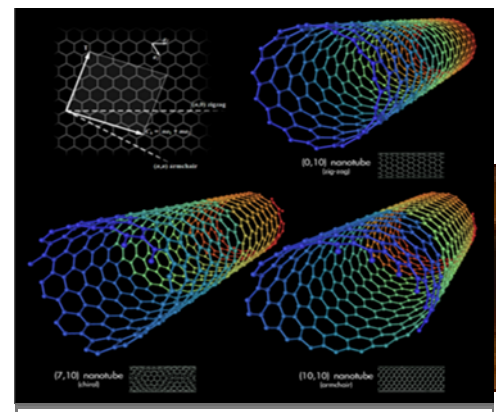 T
(n,0) zigzag
(n,n) armchair
(0,10) nanotube
(zig-zag)
(7,10) nanotube
(chiral)
(10,10) nanotube
(armchair)